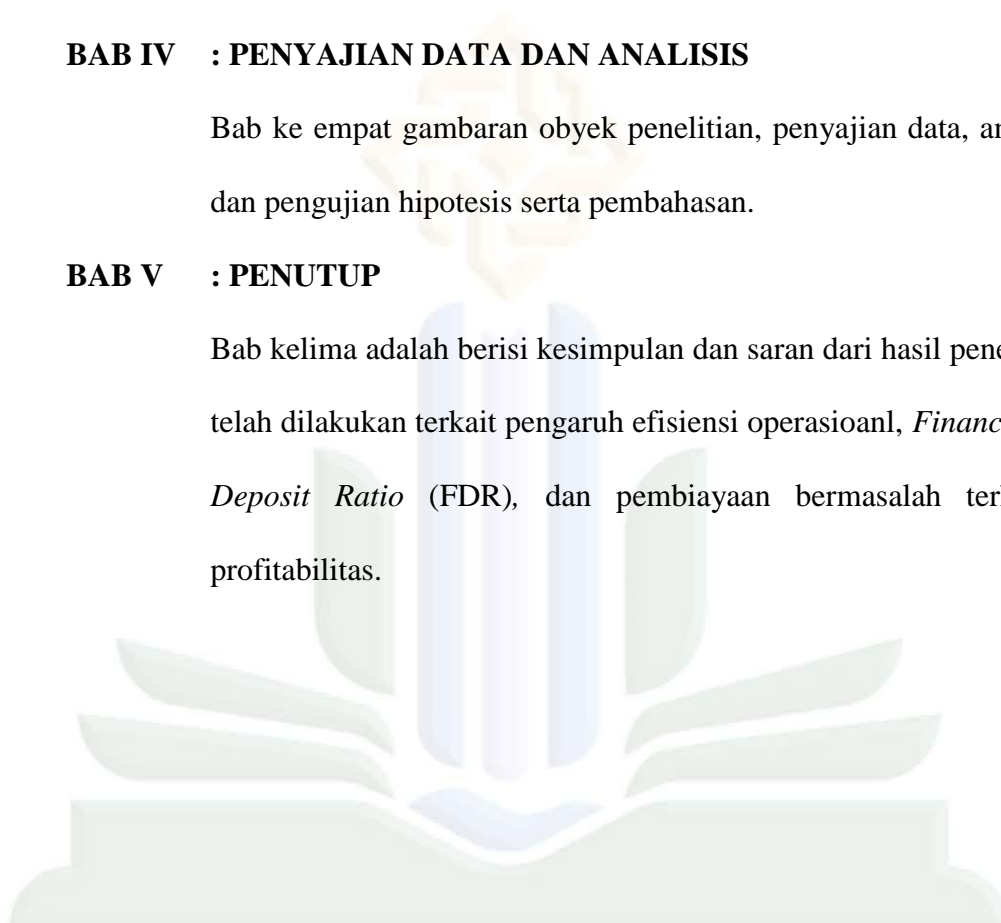 BAB IV : PENYAJIAN DATA DAN ANALISIS
Bab ke empat gambaran obyek penelitian, penyajian data,
dan pengujian hipotesis serta pembahasan.
BAB V : PENUTUP
Bab kelima adalah berisi kesimpulan dan saran dari hasil
telah dilakukan terkait pengaruh efisiensi operasioanl,
Deposit Ratio (FDR), dan pembiayaan bermasalah
profitabilitas.